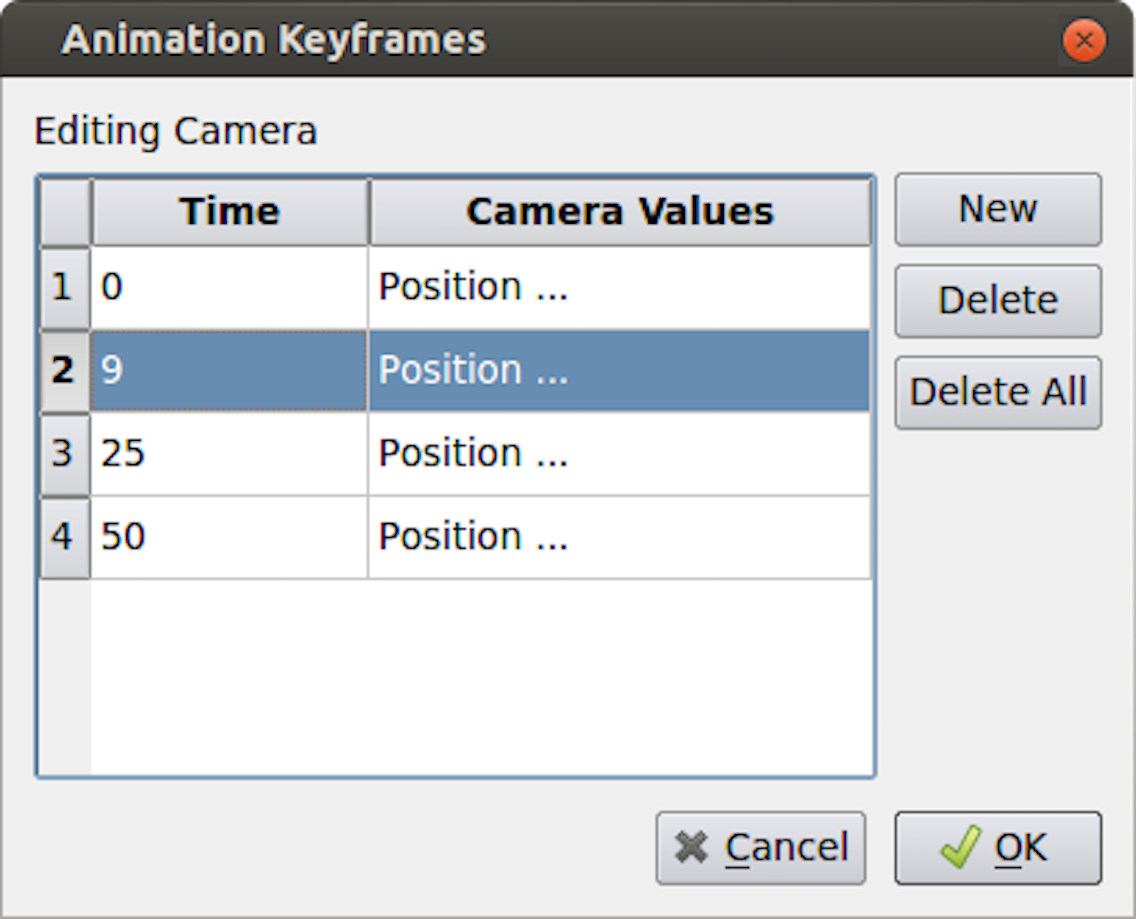 Animation Keyframes
Editing Camera
Time Camera Values
1 0 Position ...
2 9 Position ...
3 25 Position ...
4 50 Position ...
New
Delete
Delete All
Cancel OK